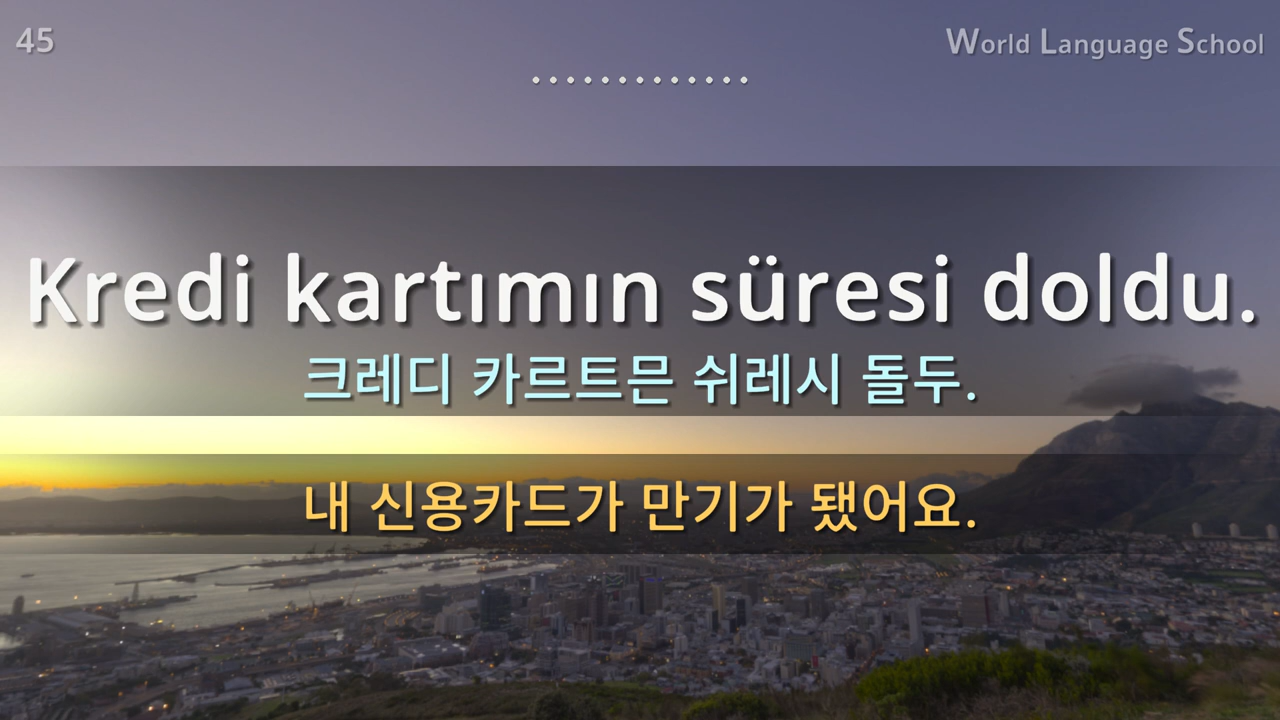 45
World Language School
Kredi kartımın süresi doldu.
크레디 카르트믄 쉬레시 돌두.
내 신용카드가 만기가 됐어요.